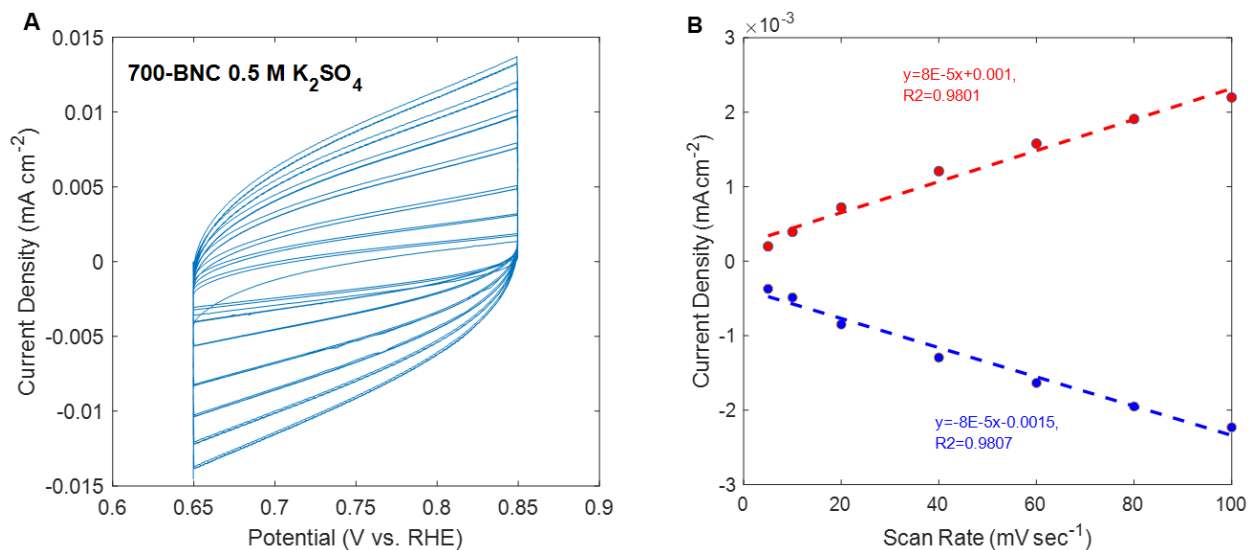 A
700-BNC 0.5 M K₂SO₄
Current Density (mA cm⁻²)
0.015
0.01
0.005
0
-0.005
-0.01
-0.015
0.6
0.65
0.7
0.75
0.8
0.85
0.9
Potential (V vs. RHE)
B
×10⁻³
y=8E-5x+0.001,
R2=0.9801
y=-8E-5x-0.0015,
R2=0.9807
Current Density (mA cm⁻²)
3
2
1
0
-1
-2
-3
20
40
60
80
100
Scan Rate (mV sec⁻¹)